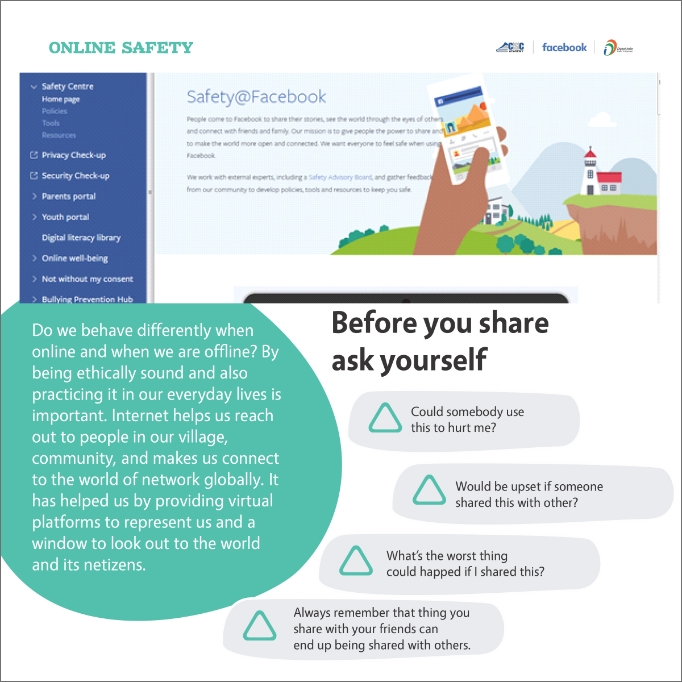 ONLINE SAFETY
CSC
facebook
Safety Centre
Home page
Policies
Tools
Resources
Privacy Check-up
Security Check-up
Parents portal
Youth portal
Digital literacy library
Online well-being
Not without my consent
Bullying Prevention Hub
Safety@Facebook
People come to Facebook to share their stories, see the world through the eyes of others
and connect with friends and family. Our mission is to give people the power to share and
to make the world more open and connected. We want everyone to feel safe when using
Facebook.
We work with external experts, including a Safety Advisory Board, and gather feedback
from our community to develop policies, tools and resources to keep you safe.
Do we behave differently when
online and when we are offline? By
being ethically sound and also
practicing it in our everyday lives is
important. Internet helps us reach
out to people in our village,
community, and makes us connect
to the world of network globally. It
has helped us by providing virtual
platforms to represent us and a
window to look out to the world
and its netizens.
Before you share
ask yourself
Could somebody use
this to hurt me?
Would be upset if someone
shared this with other?
What's the worst thing
could happed if I shared this?
Always remember that thing you
share with your friends can
end up being shared with others.